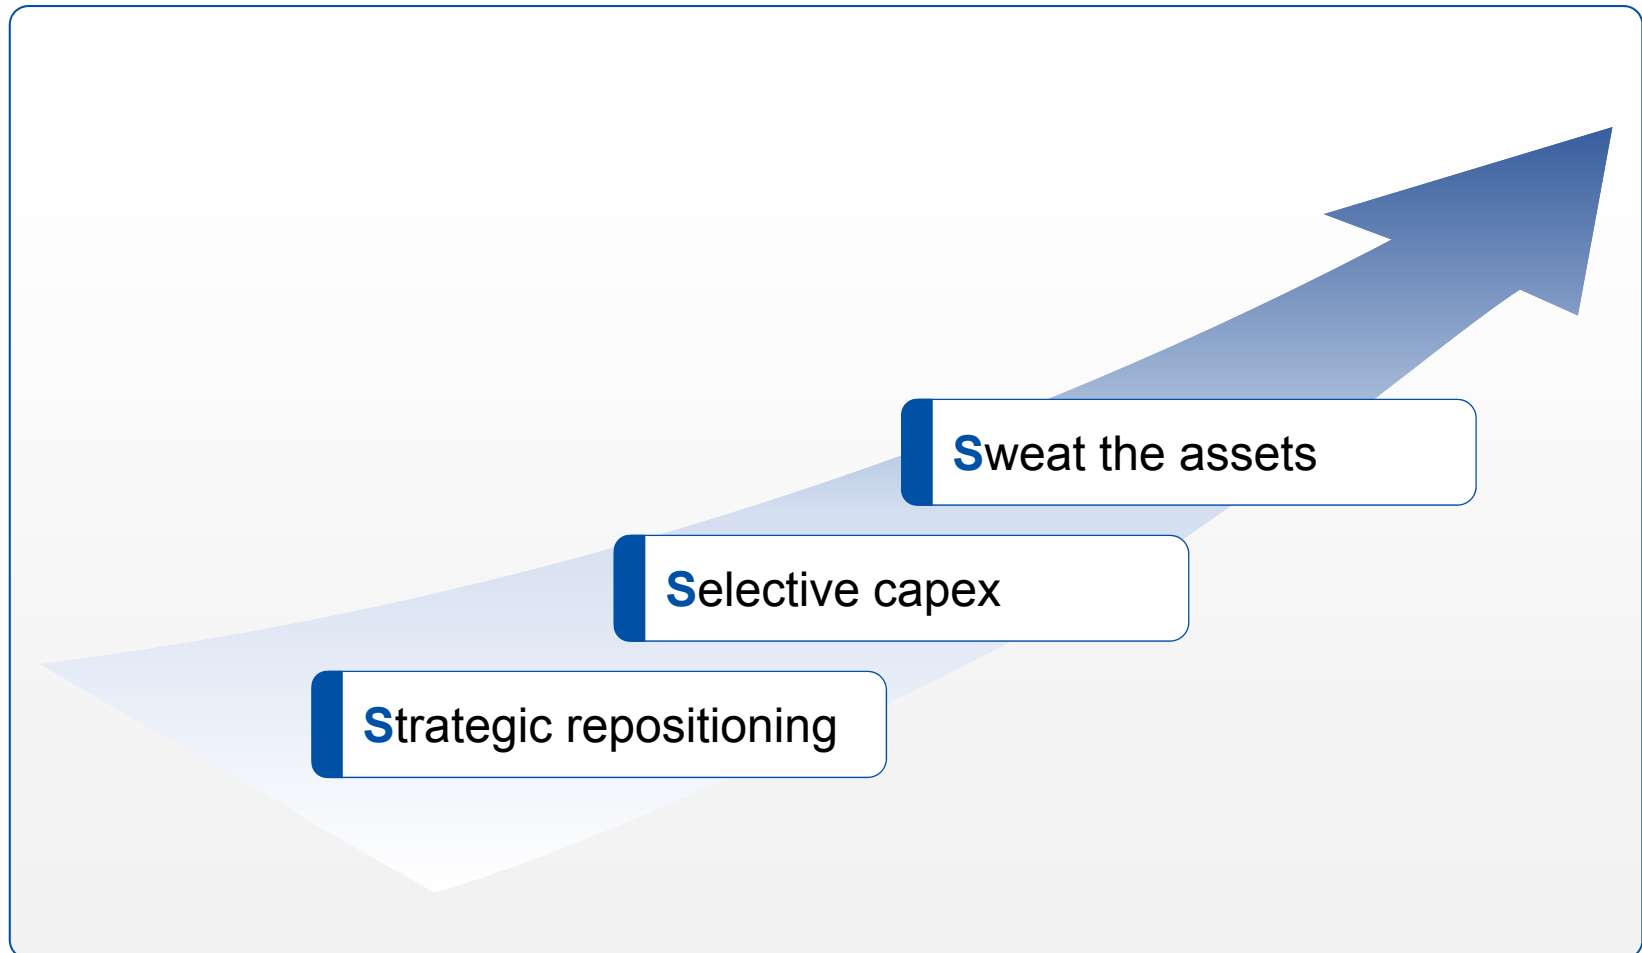 Sweat the assets
Selective capex
Strategic repositioning